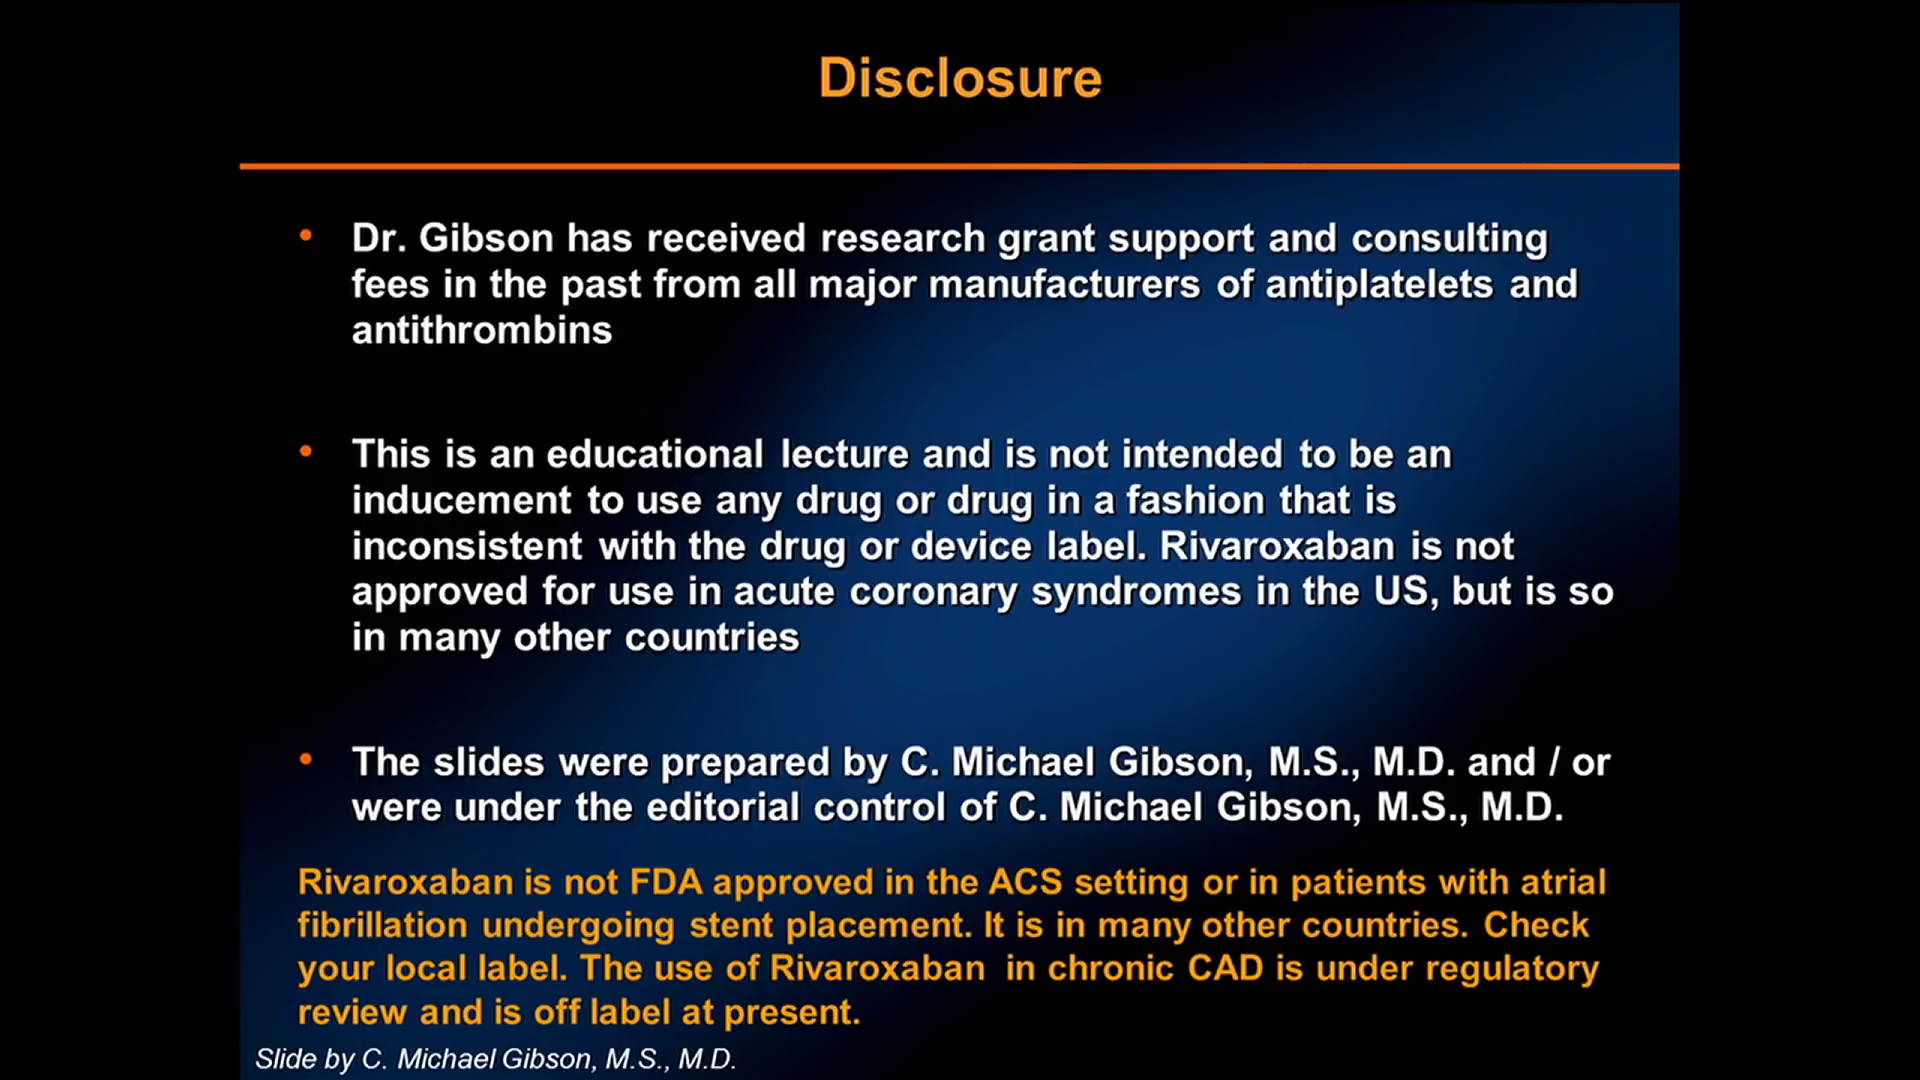 Disclosure
• Dr. Gibson has received research grant support and consulting
fees in the past from all major manufacturers of antiplatelets and
antithrombins
• This is an educational lecture and is not intended to be an
inducement to use any drug or drug in a fashion that is
inconsistent with the drug or device label. Rivaroxaban is not
approved for use in acute coronary syndromes in the US, but is so
in many other countries
• The slides were prepared by C. Michael Gibson, M.S., M.D. and / or
were under the editorial control of C. Michael Gibson, M.S., M.D.
Rivaroxaban is not FDA approved in the ACS setting or in patients with atrial
fibrillation undergoing stent placement. It is in many other countries. Check
your local label. The use of Rivaroxaban in chronic CAD is under regulatory
review and is off label at present.
Slide by C. Michael Gibson, M.S., M.D.